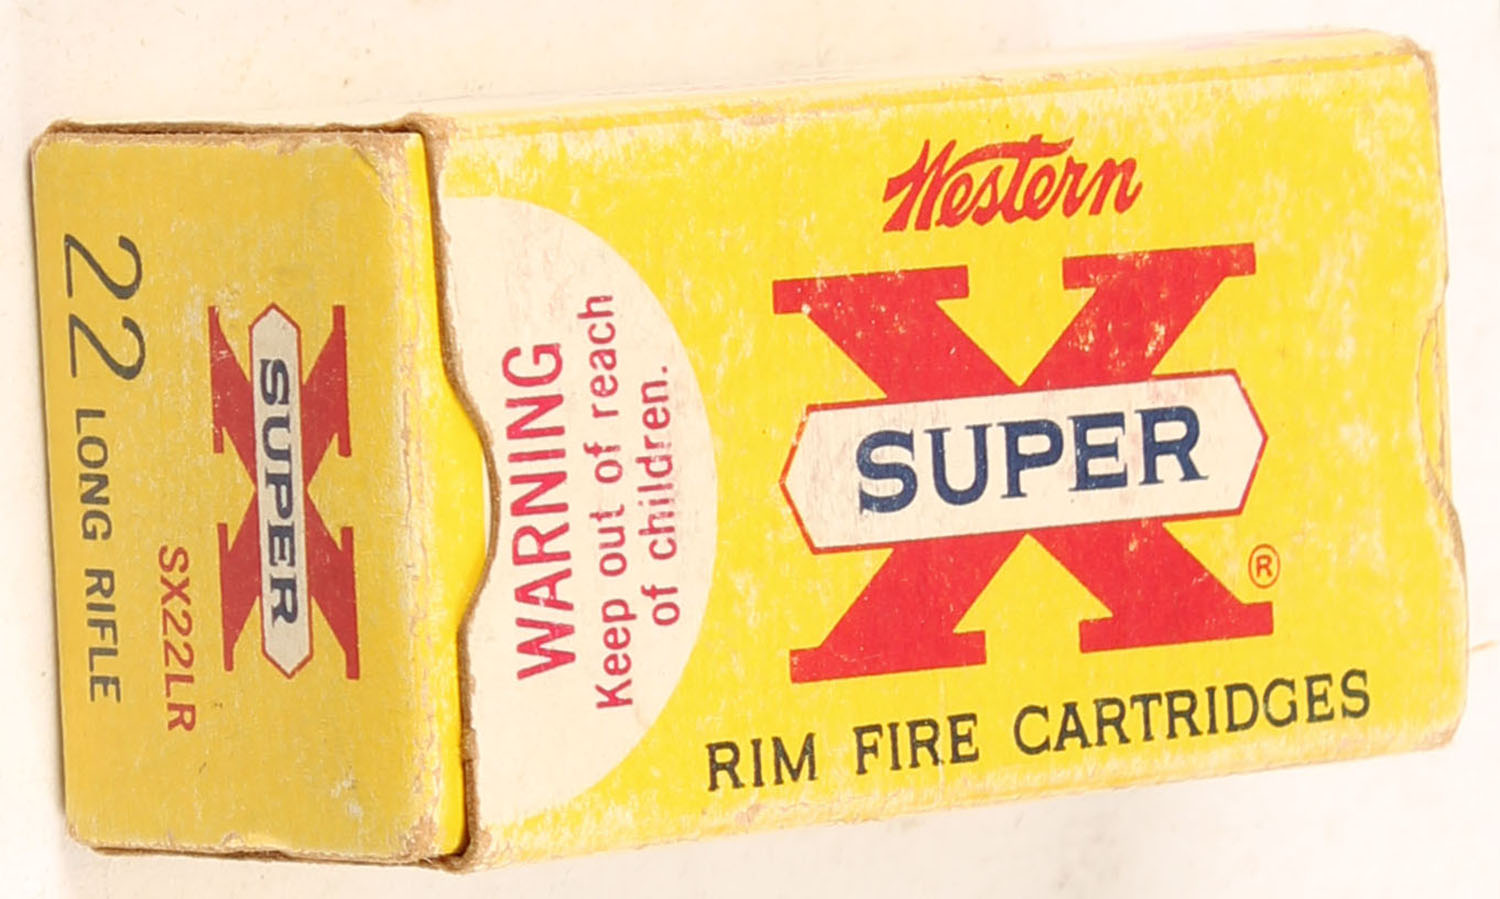 Western
X
SUPER
®
RIM FIRE CARTRIDGES
WARNING
Keep out of reach
of children.
X
SUPER
SX22LR
22 LONG RIFLE